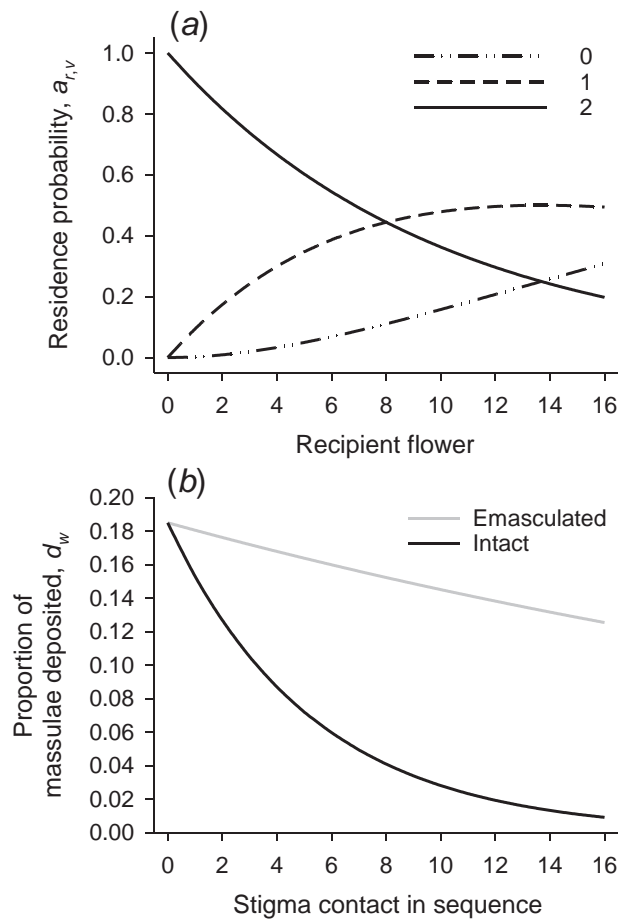 (a)
Residence probability, a_{r,v}
1.0
0.8
0.6
0.4
0.2
0.0
0
1
2
0 2 4 6 8 10 12 14 16
Recipient flower
(b)
Proportion of
massulae deposited, d_w
0.20
0.18
0.16
0.14
0.12
0.10
0.08
0.06
0.04
0.02
0.00
Emasculated
Intact
0 2 4 6 8 10 12 14 16
Stigma contact in sequence